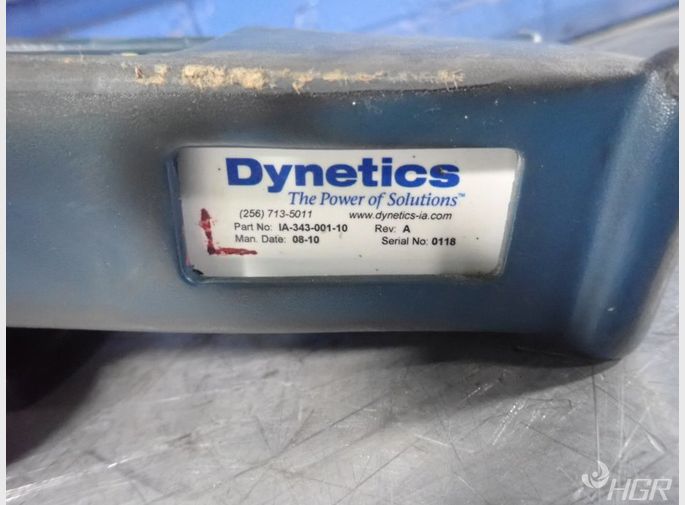 Dynetics
The Power of Solutions™
(256) 713-5011 www.dynetics-ia.com
Part No: IA-343-001-10 Rev: A
Man. Date: 08-10 Serial No: 0118
L
HGR